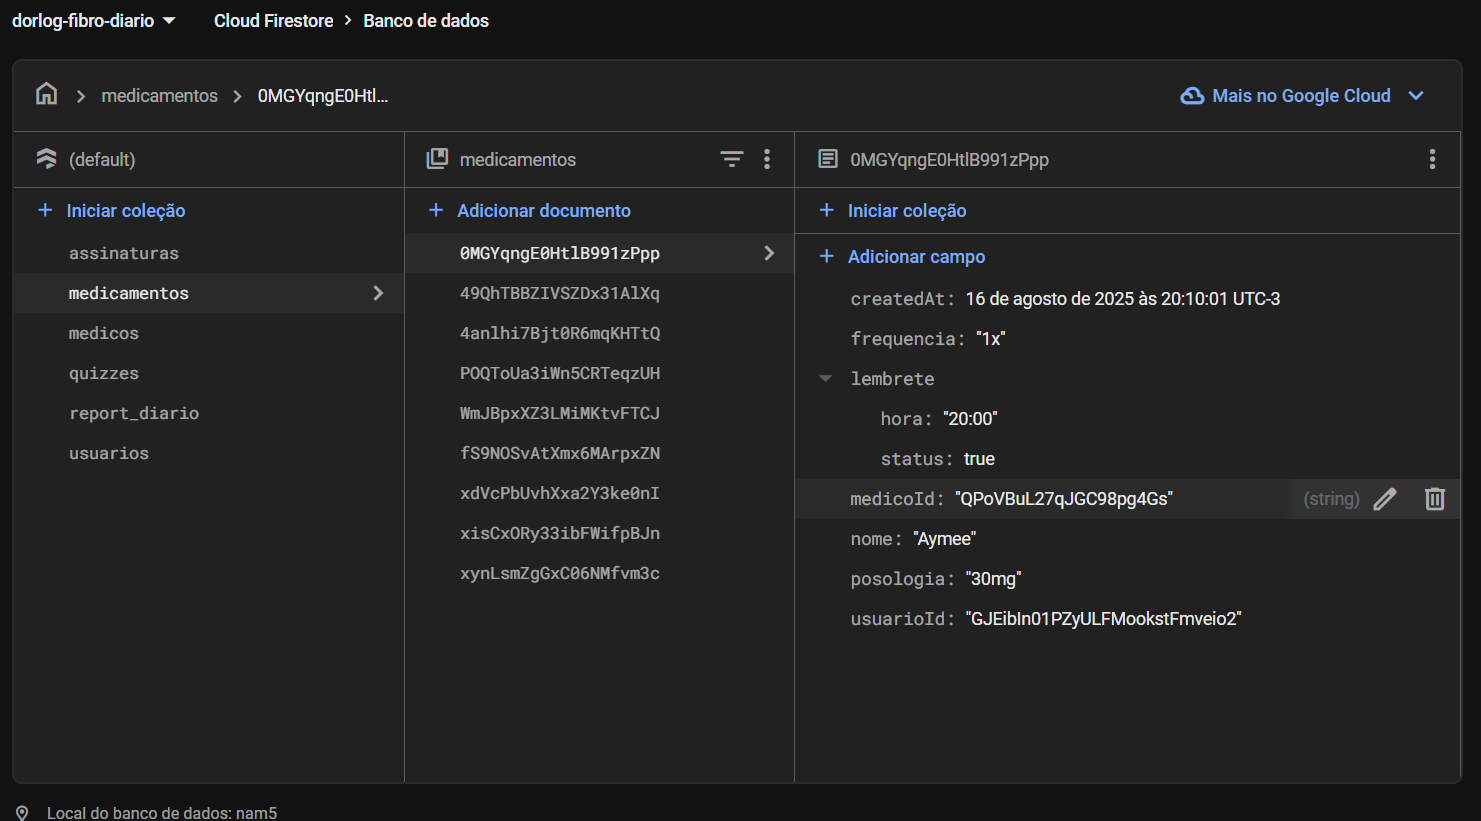 dorlog-fibro-diario Cloud Firestore > Banco de dados
medicamentos > 0MGYqngE0Htl... Mais no Google Cloud
(default)
Iniciar coleção
assinaturas
medicamentos
medicos
quizzes
report_diario
usuarios
medicamentos
Adicionar documento
0MGYqngE0HtlB991zPpp
49QhTBBZIVSZDx31AlXq
4anlhi7Bjt0R6mqKHTtQ
POQToUa3iWn5CRTeqzUH
WmJBpxXZ3LMiMKtvFTCJ
fS9NOSvAtXmx6MArpxZN
xdVcPbUvhXxa2Y3ke0nI
xisCxORy33ibFWifpBJn
xynLsmZgGxC06NMfvm3c
0MGYqngE0HtlB991zPpp
Iniciar coleção
Adicionar campo
createdAt: 16 de agosto de 2025 às 20:10:01 UTC-3
frequencia: "1x"
lembrete
hora: "20:00"
status: true
medicoId: "QPoVBuL27qJGC98pg4Gs" (string)
nome: "Aymee"
posologia: "30mg"
usuarioId: "GJEibIn01PZyULFMookstFmveio2"
Local do banco de dados: nam5